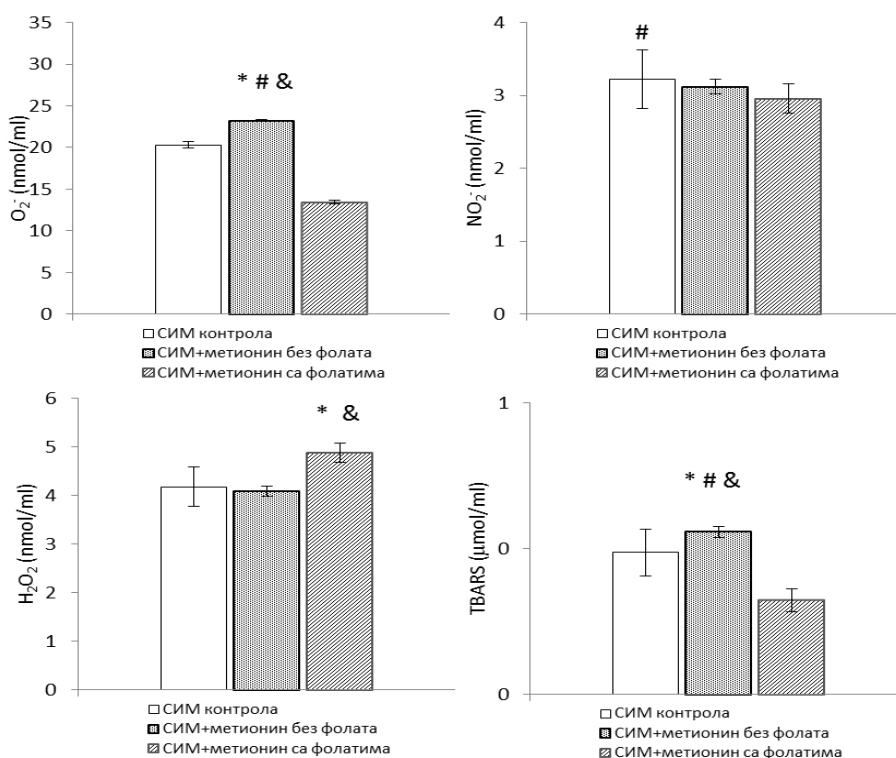 35
30
25
20
15
10
5
0
O₂⁻ (nmol/ml)
* # &
СИМ контрола
СИМ+метионин без фолата
СИМ+метионин са фолатима
4
3
2
1
0
NO₂⁻ (nmol/ml)
#
СИМ контрола
СИМ+метионин без фолата
СИМ+метионин са фолатима
6
5
4
3
2
1
0
H₂O₂ (nmol/ml)
* &
СИМ контрола
СИМ+метионин без фолата
СИМ+метионин са фолатима
1
0
0
TBARS (µmol/ml)
* # &
СИМ контрола
СИМ+метионин без фолата
СИМ+метионин са фолатима